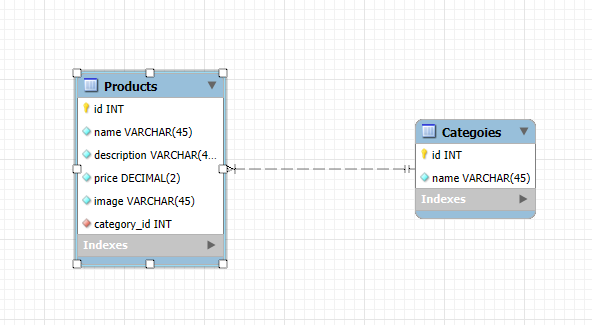 Products
id INT
name VARCHAR(45)
description VARCHAR(4...
price DECIMAL(2)
image VARCHAR(45)
category_id INT
Indexes
Categoies
id INT
name VARCHAR(45)
Indexes